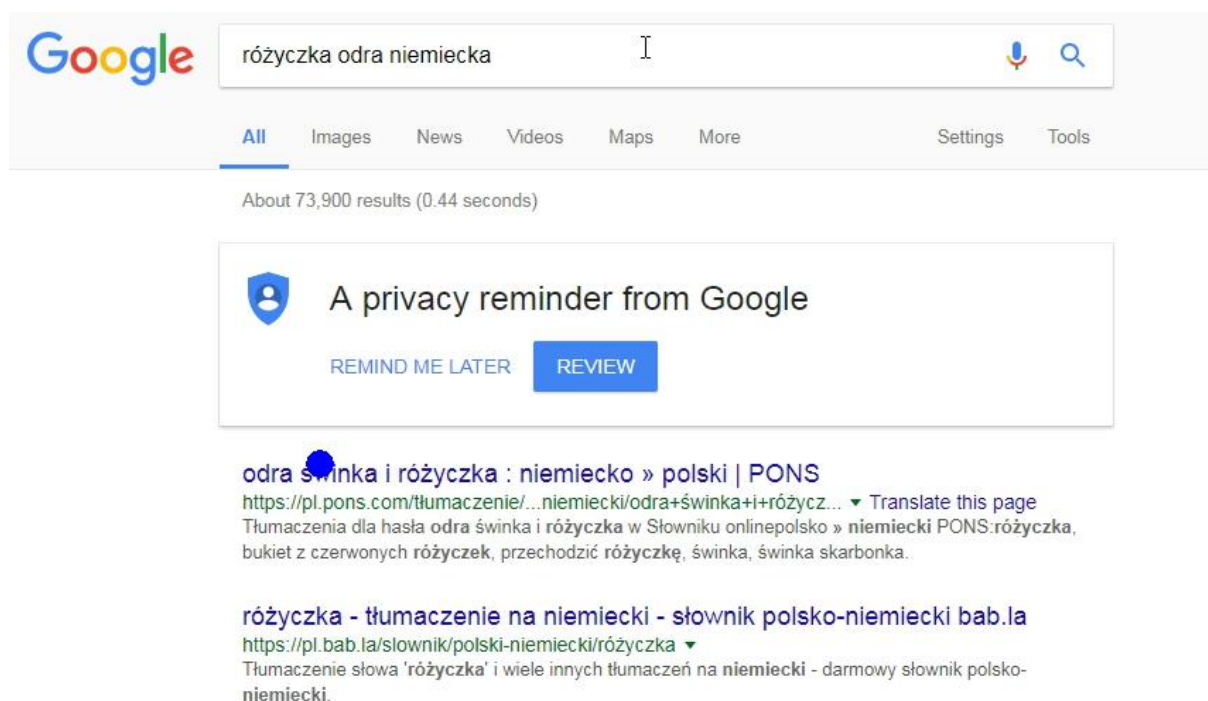 Google
różyczka odra niemiecka
All Images News Videos Maps More Settings Tools
About 73,900 results (0.44 seconds)
A privacy reminder from Google
REMIND ME LATER REVIEW
odra świnka i różyczka : niemiecko » polski | PONS
https://pl.pons.com/tłumaczenie/...niemiecki/odra+świnka+i+różycz... ▼ Translate this page
Tłumaczenia dla hasła odra świnka i różyczka w Słowniku onlinepolsko » niemiecki PONS:różyczka,
bukiet z czerwonych różyczek, przechodzić różyczkę, świnka, świnka skarbonka.
różyczka - tłumaczenie na niemiecki - słownik polsko-niemiecki bab.la
https://pl.bab.la/slownik/polski-niemiecki/różyczka ▼
Tłumaczenie słowa 'różyczka' i wiele innych tłumaczeń na niemiecki - darmowy słownik polsko-
niemiecki.